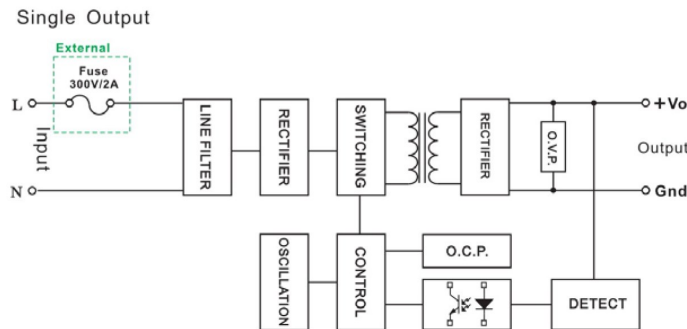 Single Output
External
Fuse
300V/2A
L
Input
N
LINE FILTER
RECTIFIER
SWITCHING
RECTIFIER
O.V.P.
+Vo
Output
Gnd
OSCILLATION
CONTROL
O.C.P.
DETECT